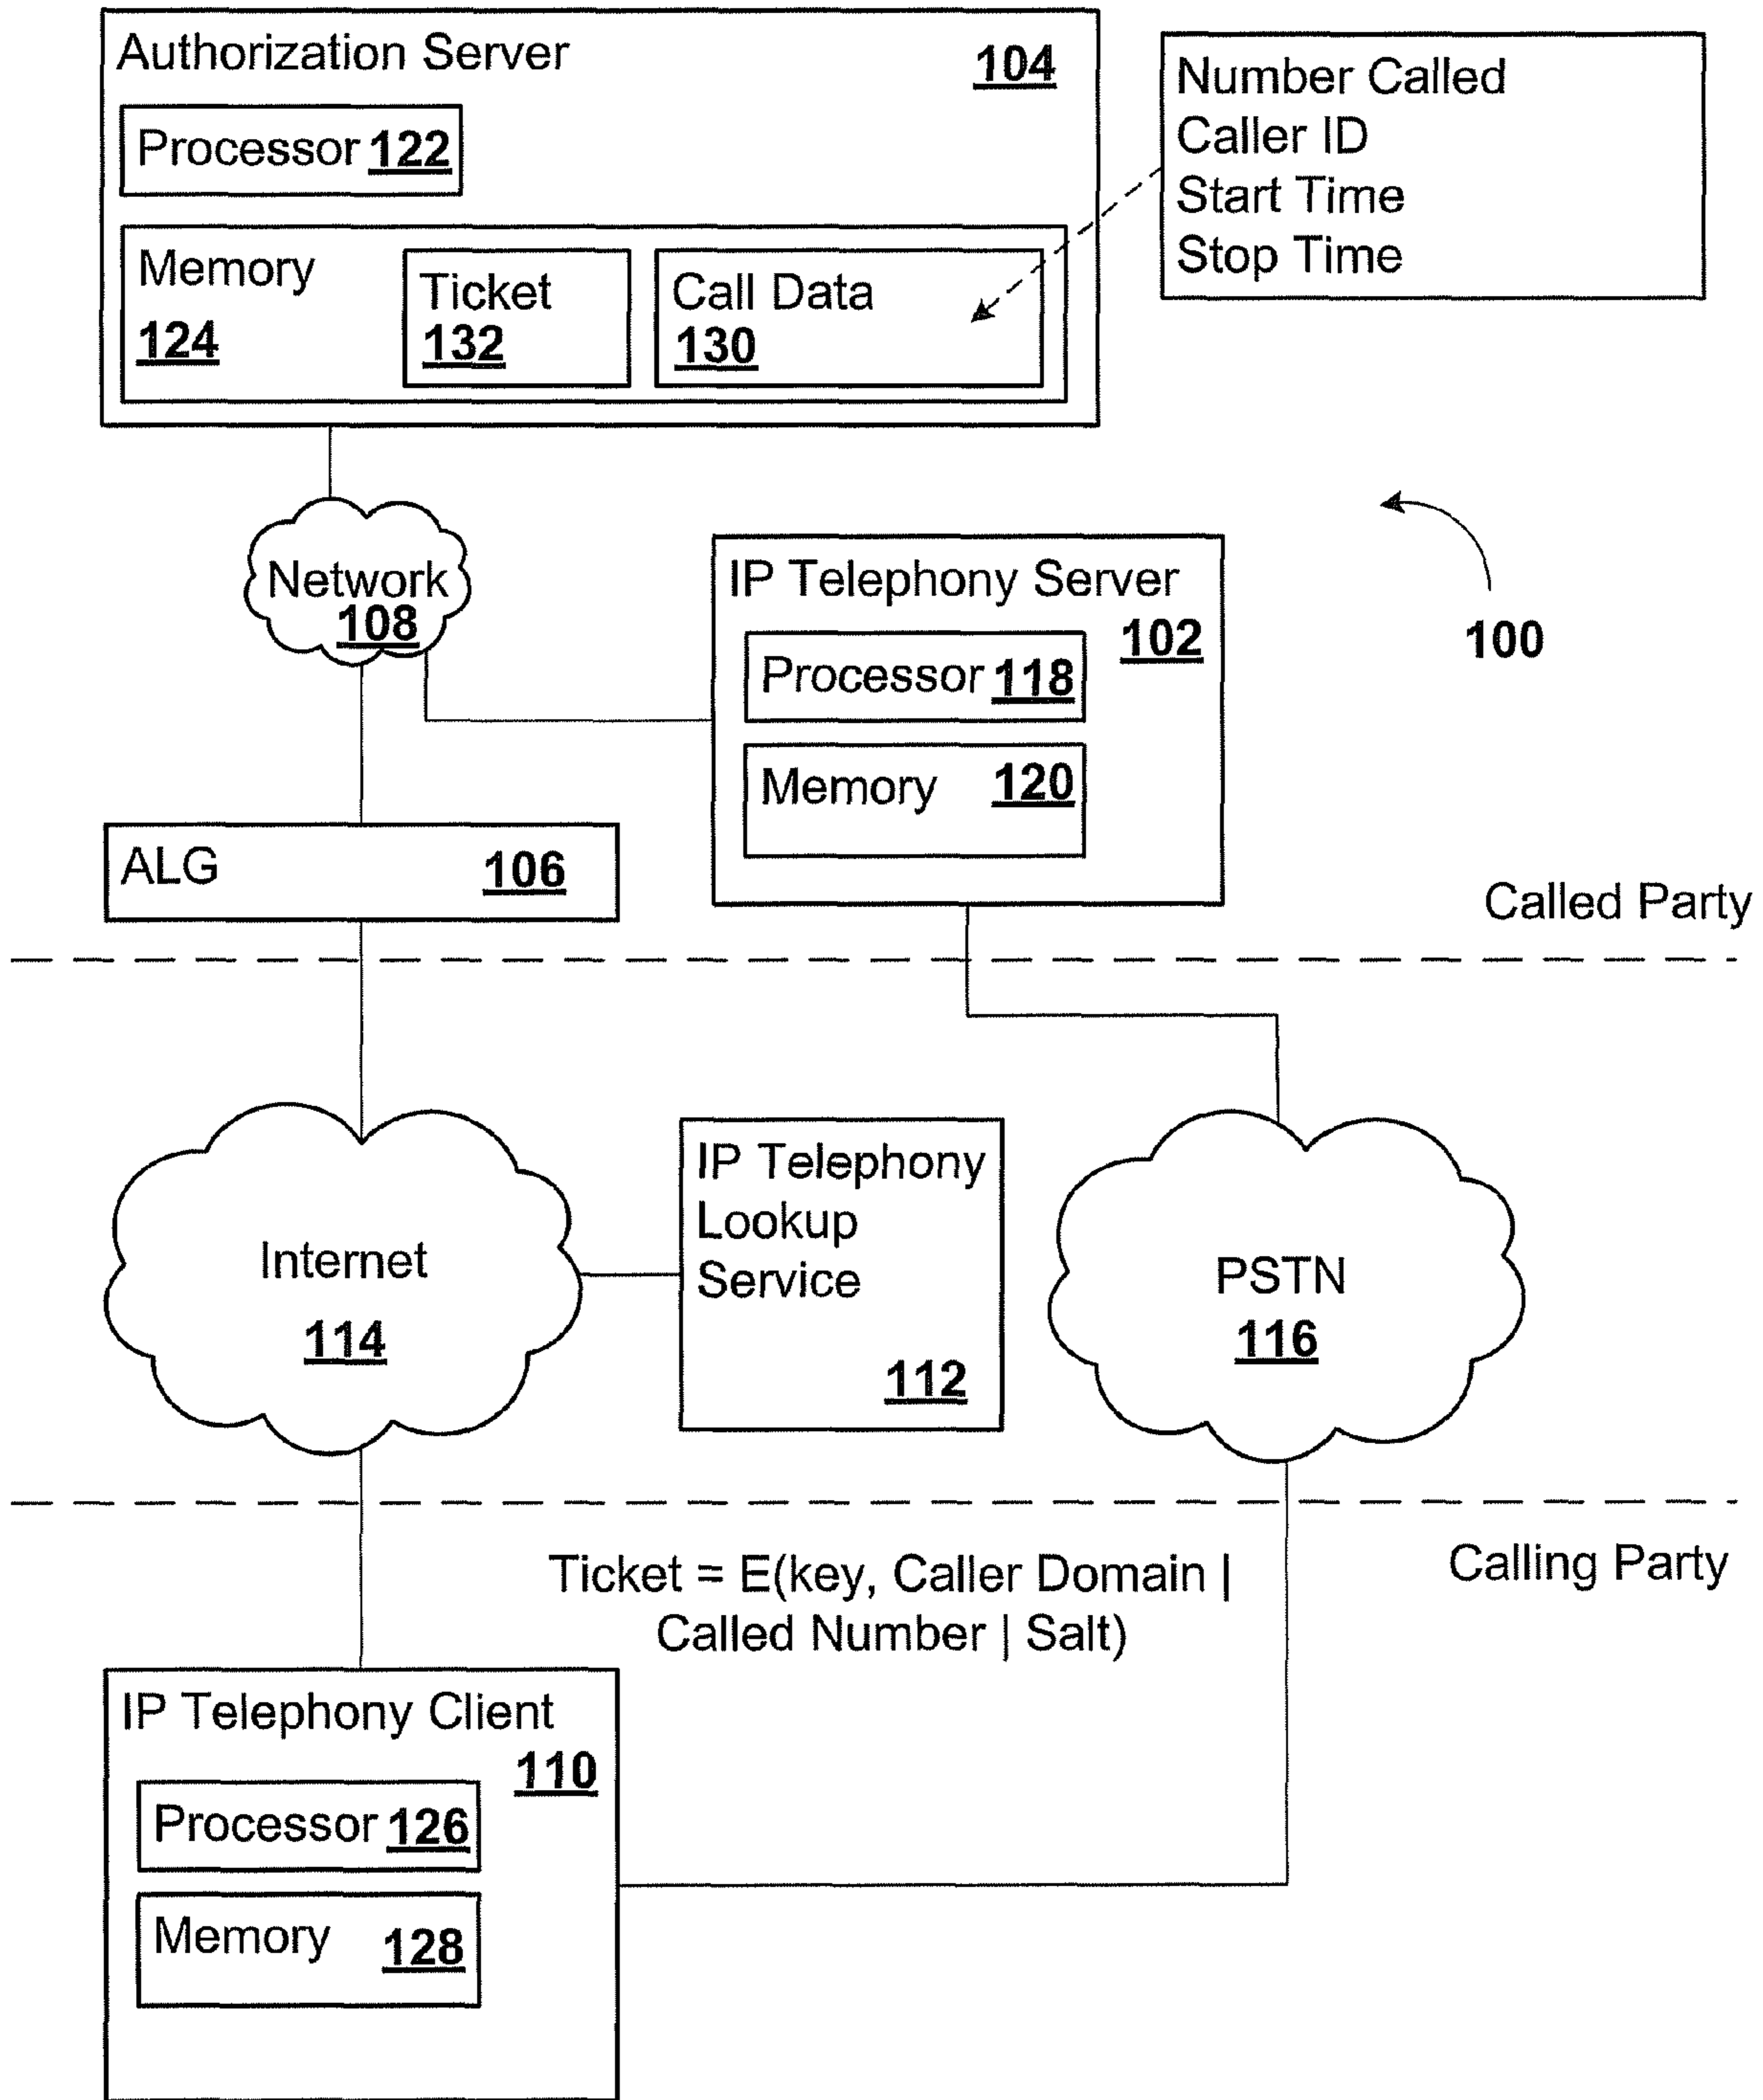 Authorization Server 104
Processor 122
Memory 124
Ticket 132
Call Data 130
Number Called
Caller ID
Start Time
Stop Time
Network
108
IP Telephony Server
102
Processor 118
Memory 120
100
ALG 106
Called Party
Internet
114
IP Telephony
Lookup
Service
112
PSTN
116
Calling Party
Ticket = E(key, Caller Domain |
Called Number | Salt)
IP Telephony Client
110
Processor 126
Memory 128